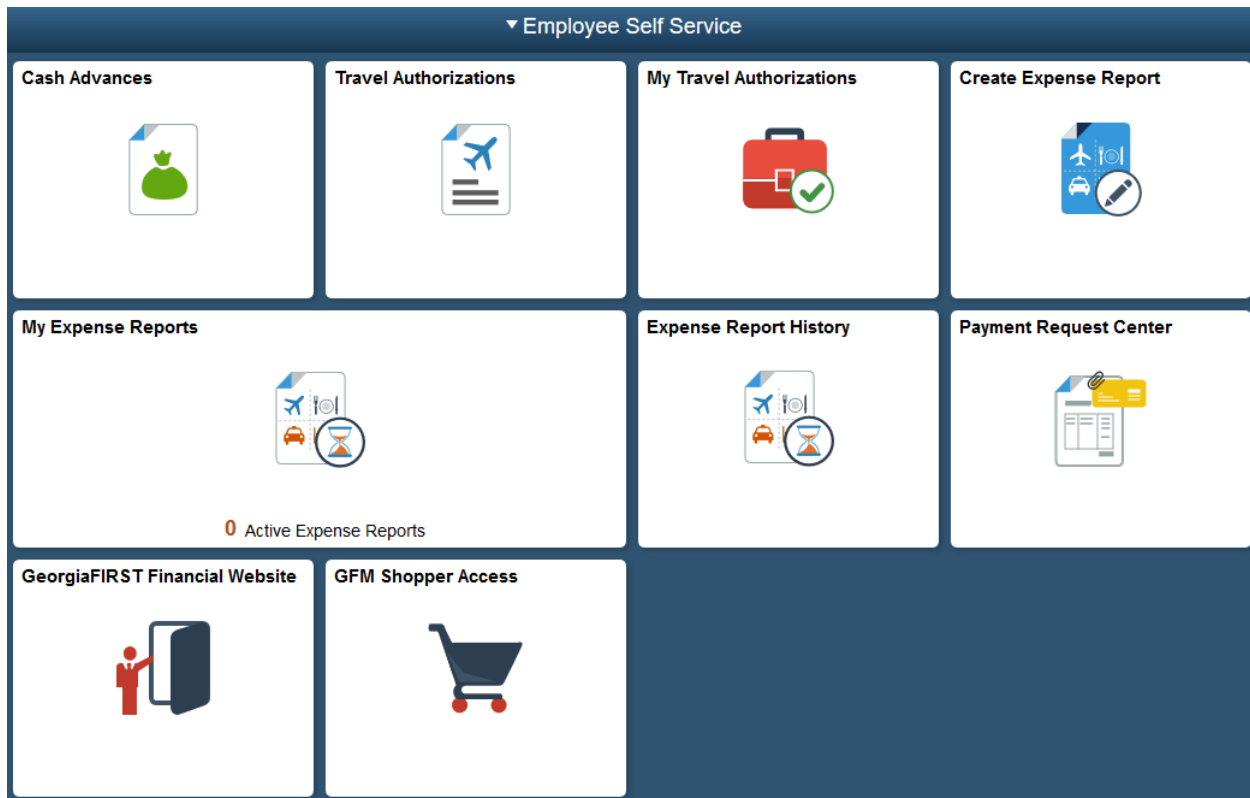 Employee Self Service
Cash Advances
Travel Authorizations
My Travel Authorizations
Create Expense Report
My Expense Reports
0 Active Expense Reports
Expense Report History
Payment Request Center
GeorgiaFIRST Financial Website
GFM Shopper Access